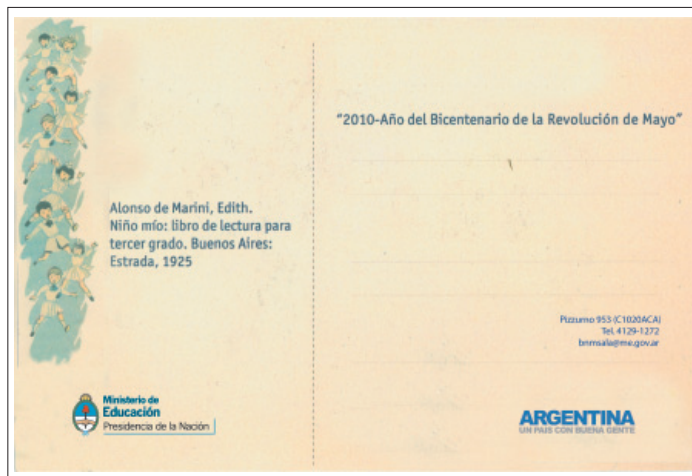 "2010-Año del Bicentenario de la Revolución de Mayo"
Alonso de Marini, Edith.
Niño mío: libro de lectura para
tercer grado. Buenos Aires:
Estrada, 1925
Pizzurno 953 (C1020ACA)
Tel. 4129-1272
bnmsala@me.gov.ar
Ministerio de
Educación
Presidencia de la Nación
ARGENTINA
UN PAIS CON BUENA GENTE